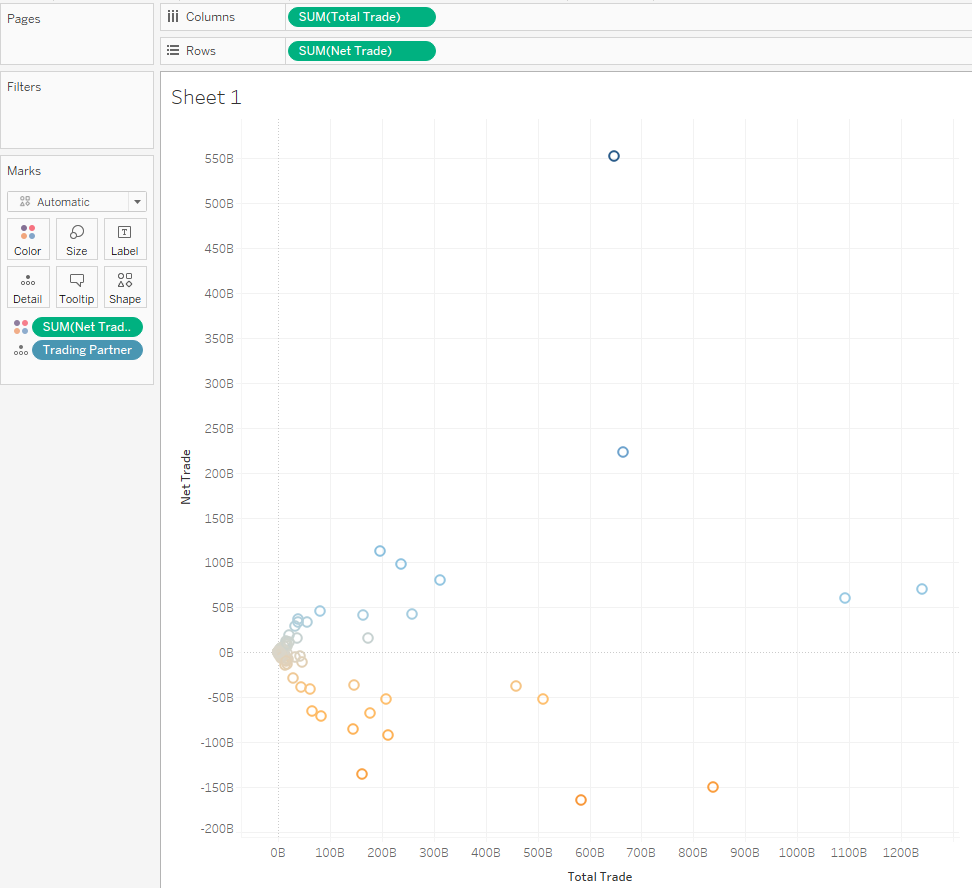 Pages
Columns SUM(Total Trade)
Rows SUM(Net Trade)
Filters
Sheet 1
Marks
Automatic
Color Size Label
Detail Tooltip Shape
SUM(Net Trad..
Trading Partner
550B
500B
450B
400B
350B
300B
250B
200B
150B
100B
50B
0B
-50B
-100B
-150B
-200B
Net Trade
0B 100B 200B 300B 400B 500B 600B 700B 800B 900B 1000B 1100B 1200B
Total Trade